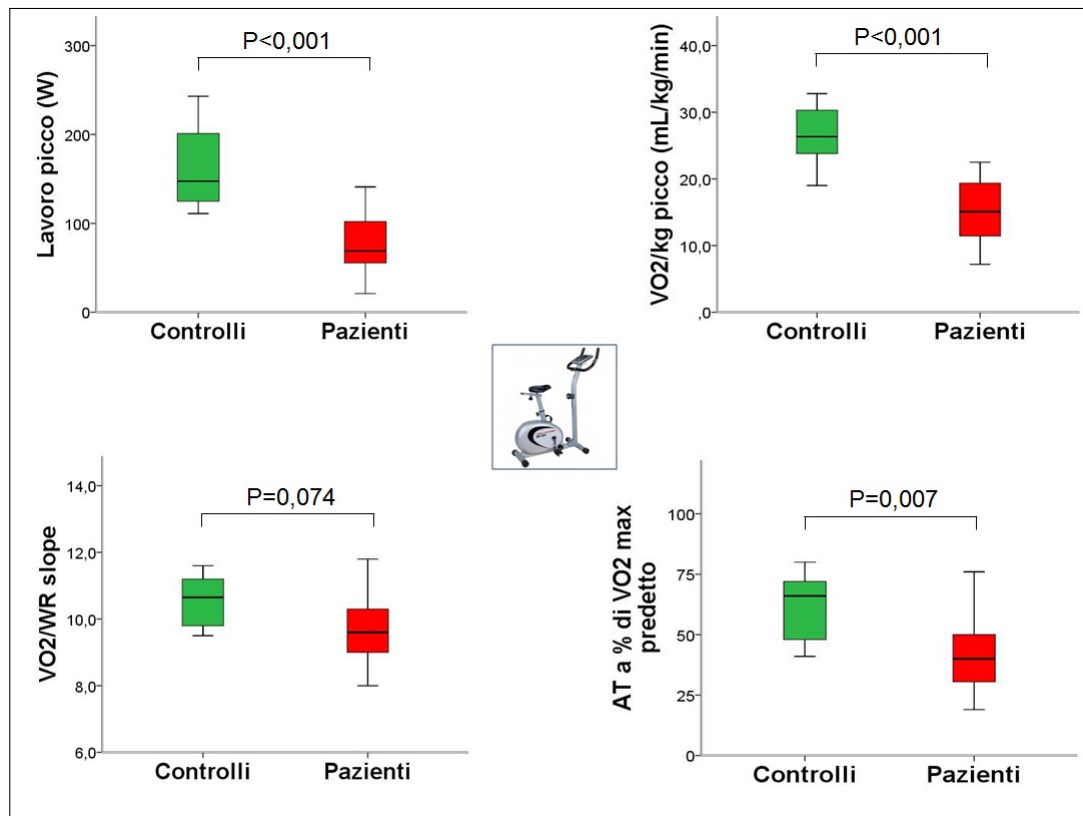 P<0,001
Lavoro picco (W)
300
200
100
0
Controlli
Pazienti
P<0,001
VO2/kg picco (mL/kg/min)
40,0
30,0
20,0
10,0
,0
Controlli
Pazienti
P=0,074
VO2/WR slope
14,0
12,0
10,0
8,0
6,0
Controlli
Pazienti
P=0,007
AT a % di VO2 max
predetto
100
75
50
25
0
Controlli
Pazienti